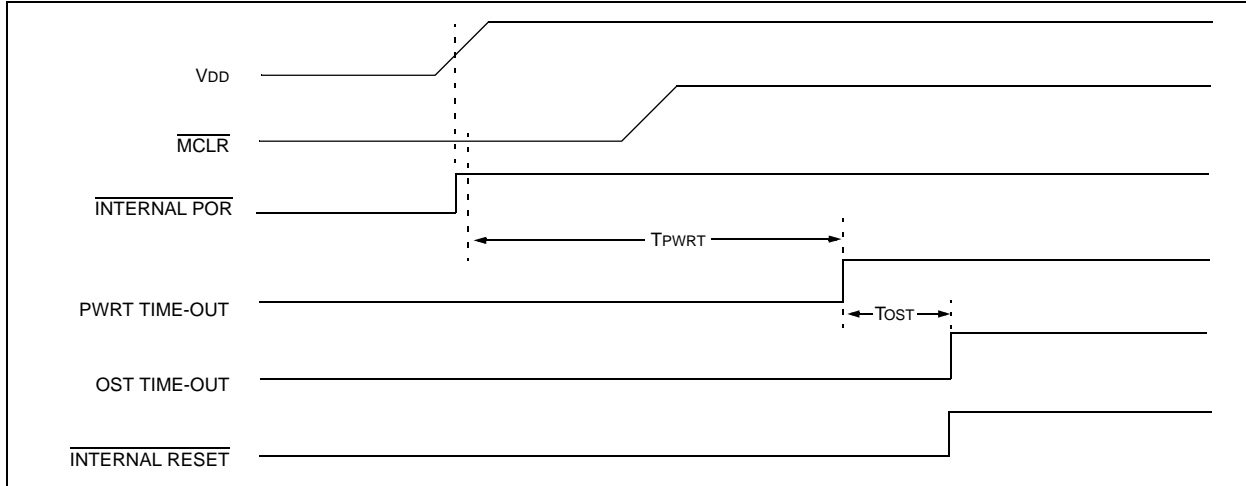 VDD
MCLR
INTERNAL POR
TPWRT
PWRT TIME-OUT
TOST
OST TIME-OUT
INTERNAL RESET